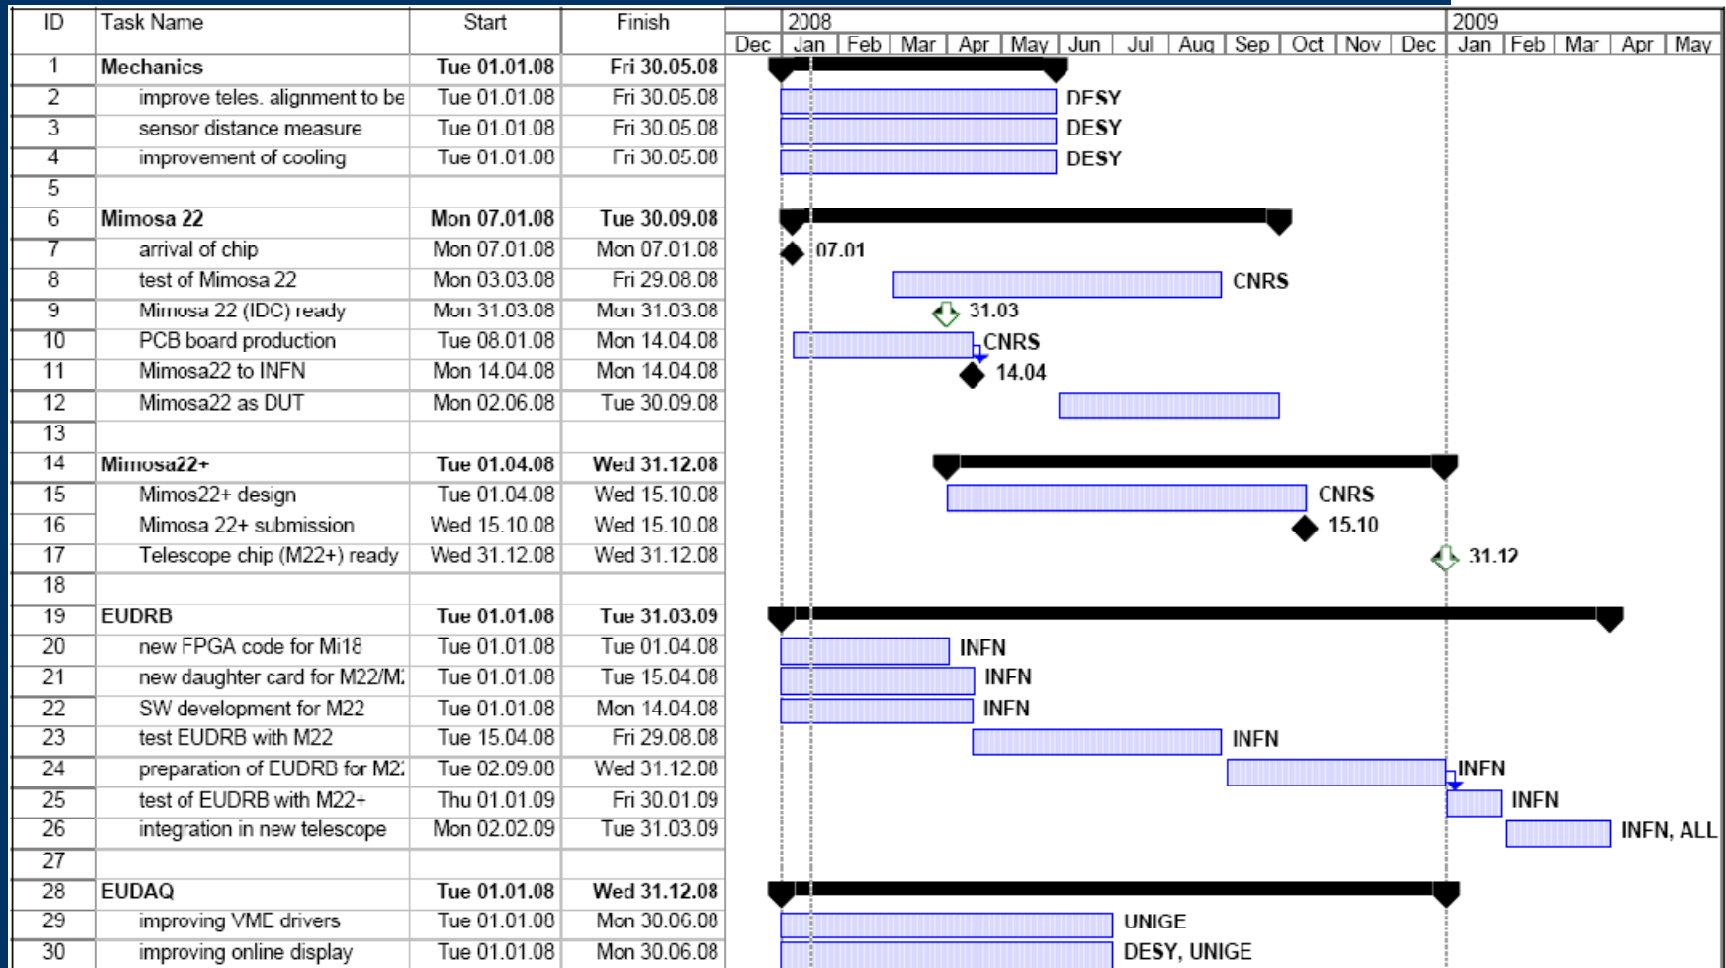 ID Task Name Start Finish 2008 2009
Dec Jan Feb Mar Apr May Jun Jul Aug Sep Oct Nov Dec Jan Feb Mar Apr May
1 Mechanics Tue 01.01.08 Fri 30.05.08
2 improve teles. alignment to be Tue 01.01.08 Fri 30.05.08 DESY
3 sensor distance measure Tue 01.01.08 Fri 30.05.08 DESY
4 improvement of cooling Tue 01.01.08 Fri 30.05.08 DESY
5
6 Mimosa 22 Mon 07.01.08 Tue 30.09.08
7 arrival of chip Mon 07.01.08 Mon 07.01.08 07.01
8 test of Mimosa 22 Mon 03.03.08 Fri 29.08.08 CNRS
9 Mimosa 22 (IDC) ready Mon 31.03.08 Mon 31.03.08 31.03
10 PCB board production Tue 08.01.08 Mon 14.04.08 CNRS
11 Mimosa22 to INFN Mon 14.04.08 Mon 14.04.08 14.04
12 Mimosa22 as DUT Mon 02.06.08 Tue 30.09.08
13
14 Mimosa22+ Tue 01.04.08 Wed 31.12.08
15 Mimos22+ design Tue 01.04.08 Wed 15.10.08 CNRS
16 Mimosa 22+ submission Wed 15.10.08 Wed 15.10.08 15.10
17 Telescope chip (M22+) ready Wed 31.12.08 Wed 31.12.08 31.12
18
19 EUDRB Tue 01.01.08 Tue 31.03.09
20 new FPGA code for Mi18 Tue 01.01.08 Tue 01.04.08 INFN
21 new daughter card for M22/M2 Tue 01.01.08 Tue 15.04.08 INFN
22 SW development for M22 Tue 01.01.08 Mon 14.04.08 INFN
23 test EUDRB with M22 Tue 15.04.08 Fri 29.08.08 INFN
24 preparation of EUDRB for M22 Tue 02.09.08 Wed 31.12.08 INFN
25 test of EUDRB with M22+ Thu 01.01.09 Fri 30.01.09 INFN
26 integration in new telescope Mon 02.02.09 Tue 31.03.09 INFN, ALL
27
28 EUDAQ Tue 01.01.08 Wed 31.12.08
29 improving VME drivers Tue 01.01.08 Mon 30.06.08 UNIGE
30 improving online display Tue 01.01.08 Mon 30.06.08 DESY, UNIGE